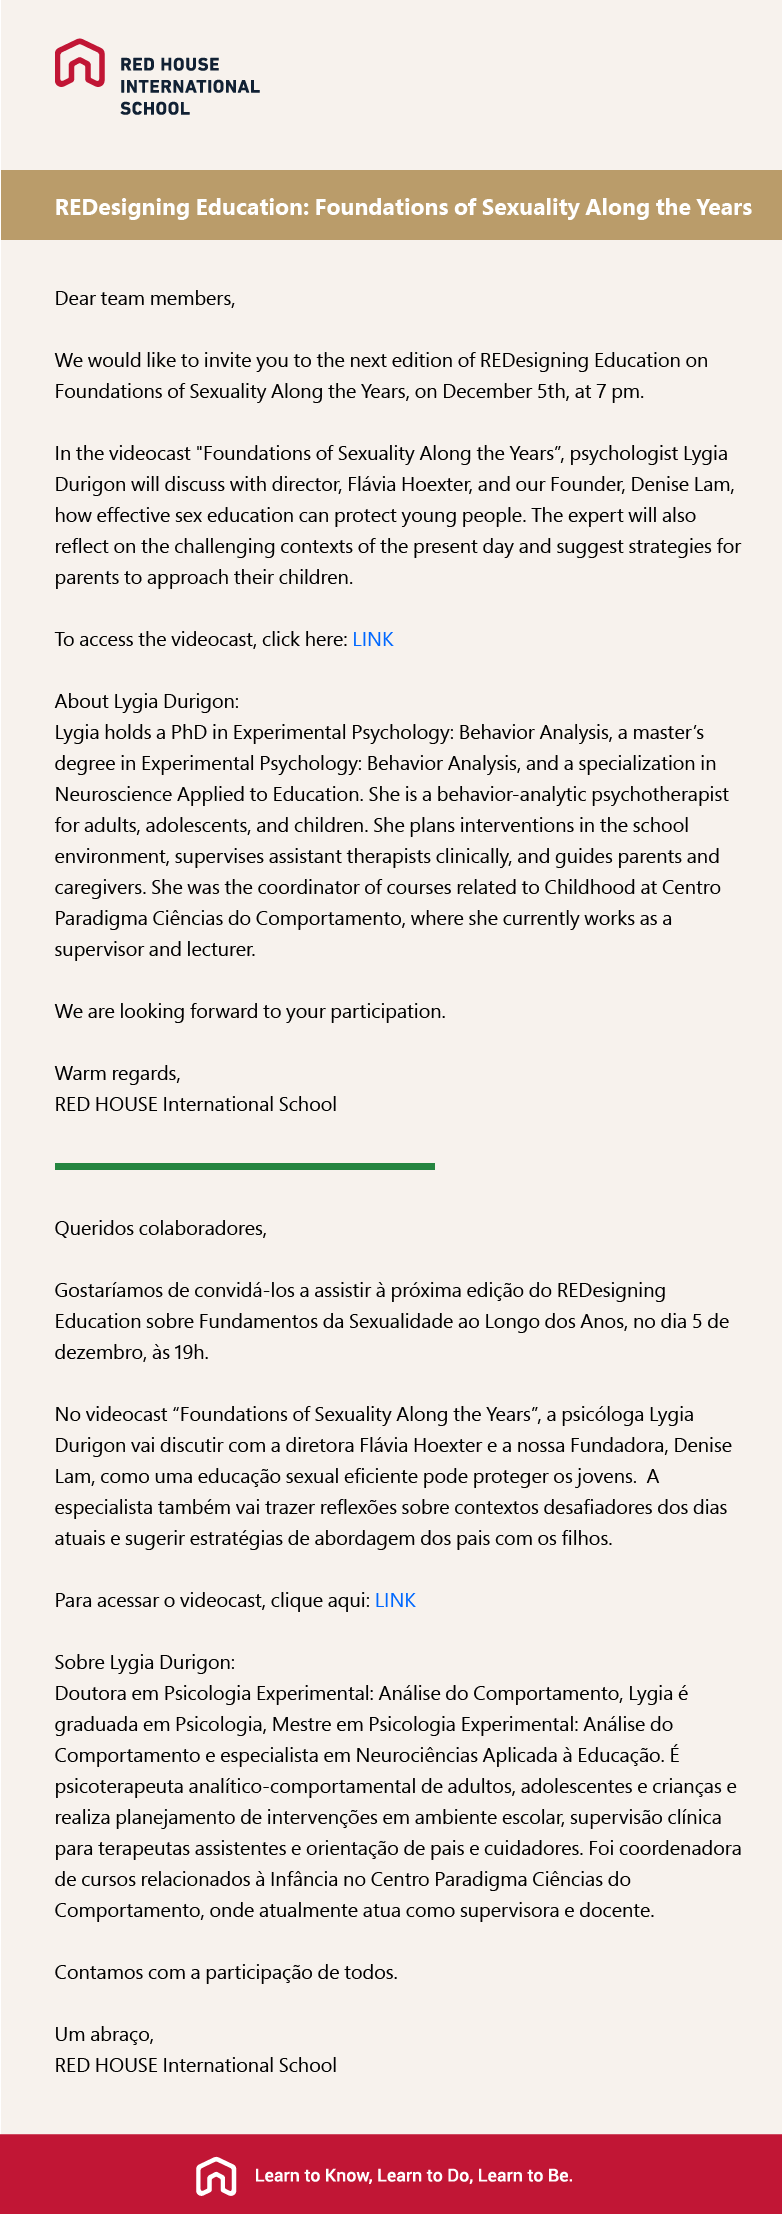 RED HOUSE
INTERNATIONAL
SCHOOL
REDesigning Education: Foundations of Sexuality Along the Years
Dear team members,
We would like to invite you to the next edition of REDesigning Education on
Foundations of Sexuality Along the Years, on December 5th, at 7 pm.
In the videocast "Foundations of Sexuality Along the Years”, psychologist Lygia
Durigon will discuss with director, Flávia Hoexter, and our Founder, Denise Lam,
how effective sex education can protect young people. The expert will also
reflect on the challenging contexts of the present day and suggest strategies for
parents to approach their children.
To access the videocast, click here: LINK
About Lygia Durigon:
Lygia holds a PhD in Experimental Psychology: Behavior Analysis, a master’s
degree in Experimental Psychology: Behavior Analysis, and a specialization in
Neuroscience Applied to Education. She is a behavior-analytic psychotherapist
for adults, adolescents, and children. She plans interventions in the school
environment, supervises assistant therapists clinically, and guides parents and
caregivers. She was the coordinator of courses related to Childhood at Centro
Paradigma Ciências do Comportamento, where she currently works as a
supervisor and lecturer.
We are looking forward to your participation.
Warm regards,
RED HOUSE International School
Queridos colaboradores,
Gostaríamos de convidá-los a assistir à próxima edição do REDesigning
Education sobre Fundamentos da Sexualidade ao Longo dos Anos, no dia 5 de
dezembro, às 19h.
No videocast “Foundations of Sexuality Along the Years”, a psicóloga Lygia
Durigon vai discutir com a diretora Flávia Hoexter e a nossa Fundadora, Denise
Lam, como uma educação sexual eficiente pode proteger os jovens.  A
especialista também vai trazer reflexões sobre contextos desafiadores dos dias
atuais e sugerir estratégias de abordagem dos pais com os filhos.
Para acessar o videocast, clique aqui: LINK
Sobre Lygia Durigon:
Doutora em Psicologia Experimental: Análise do Comportamento, Lygia é
graduada em Psicologia, Mestre em Psicologia Experimental: Análise do
Comportamento e especialista em Neurociências Aplicada à Educação. É
psicoterapeuta analítico-comportamental de adultos, adolescentes e crianças e
realiza planejamento de intervenções em ambiente escolar, supervisão clínica
para terapeutas assistentes e orientação de pais e cuidadores. Foi coordenadora
de cursos relacionados à Infância no Centro Paradigma Ciências do
Comportamento, onde atualmente atua como supervisora e docente.
Contamos com a participação de todos.
Um abraço,
RED HOUSE International School
Learn to Know, Learn to Do, Learn to Be.